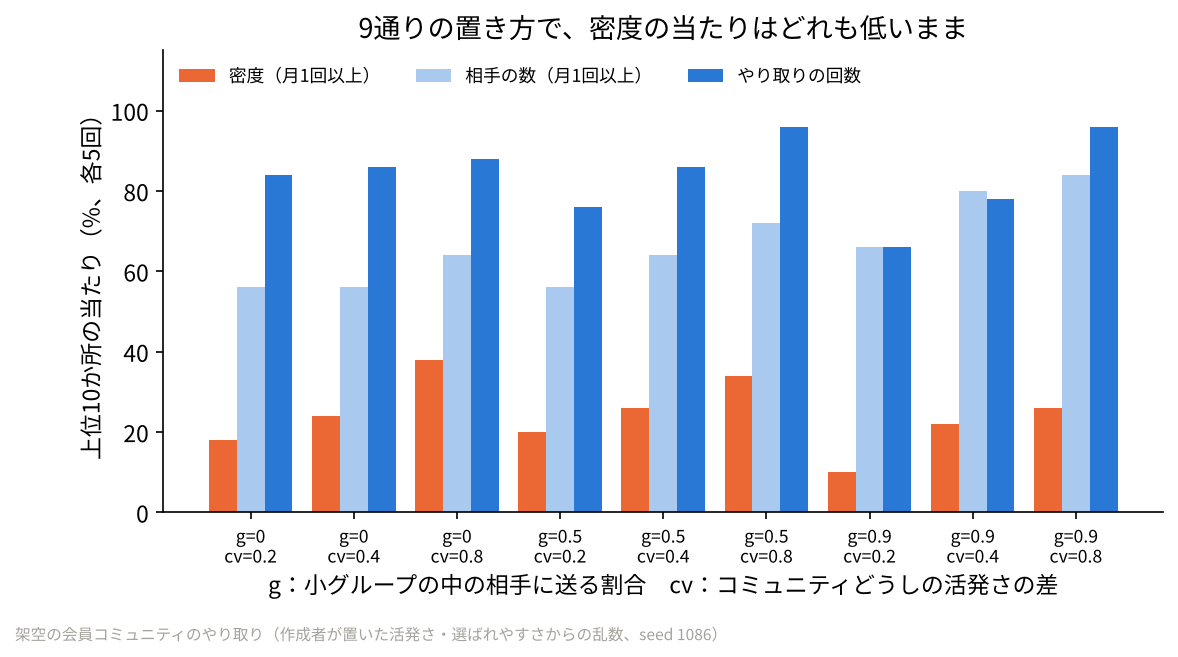 9通りの置き方で、密度の当たりはどれも低いまま
密度（月1回以上）
相手の数（月1回以上）
やり取りの回数
上位10か所の当たり（%、各5回）
100
80
60
40
20
0
g=0
cv=0.2
g=0
cv=0.4
g=0
cv=0.8
g=0.5
cv=0.2
g=0.5
cv=0.4
g=0.5
cv=0.8
g=0.9
cv=0.2
g=0.9
cv=0.4
g=0.9
cv=0.8
g：小グループの中の相手に送る割合　cv：コミュニティどうしの活発さの差
架空の会員コミュニティのやり取り（作成者が置いた活発さ・選ばれやすさからの乱数、seed 1086）